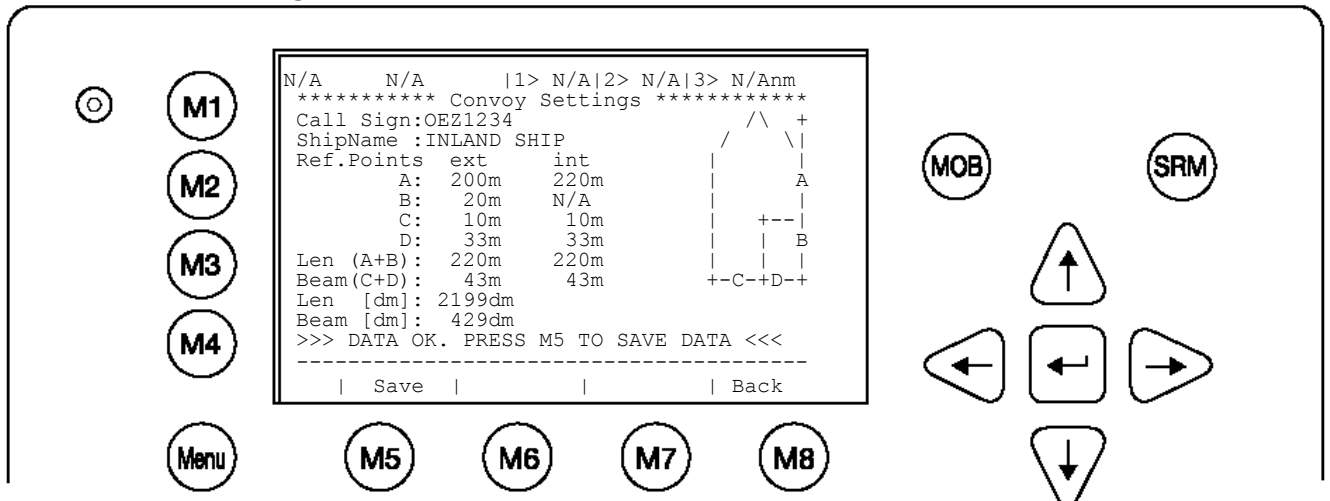 N/A N/A |1> N/A|2> N/A|3> N/Anm
*********** Convoy Settings ************
Call Sign:OEZ1234 /\ +
ShipName :INLAND SHIP / \|
Ref.Points ext int | |
A: 200m 220m | A
B: 20m N/A | |
C: 10m 10m | +--|
D: 33m 33m | | B
Len (A+B): 220m 220m | | |
Beam(C+D): 43m 43m +-C-+D-+
Len [dm]: 2199dm
Beam [dm]: 429dm
>>> DATA OK. PRESS M5 TO SAVE DATA <<<
----------------------------------------
| Save | | | Back
M1
M2
M3
M4
Menu
M5
M6
M7
M8
MOB
SRM